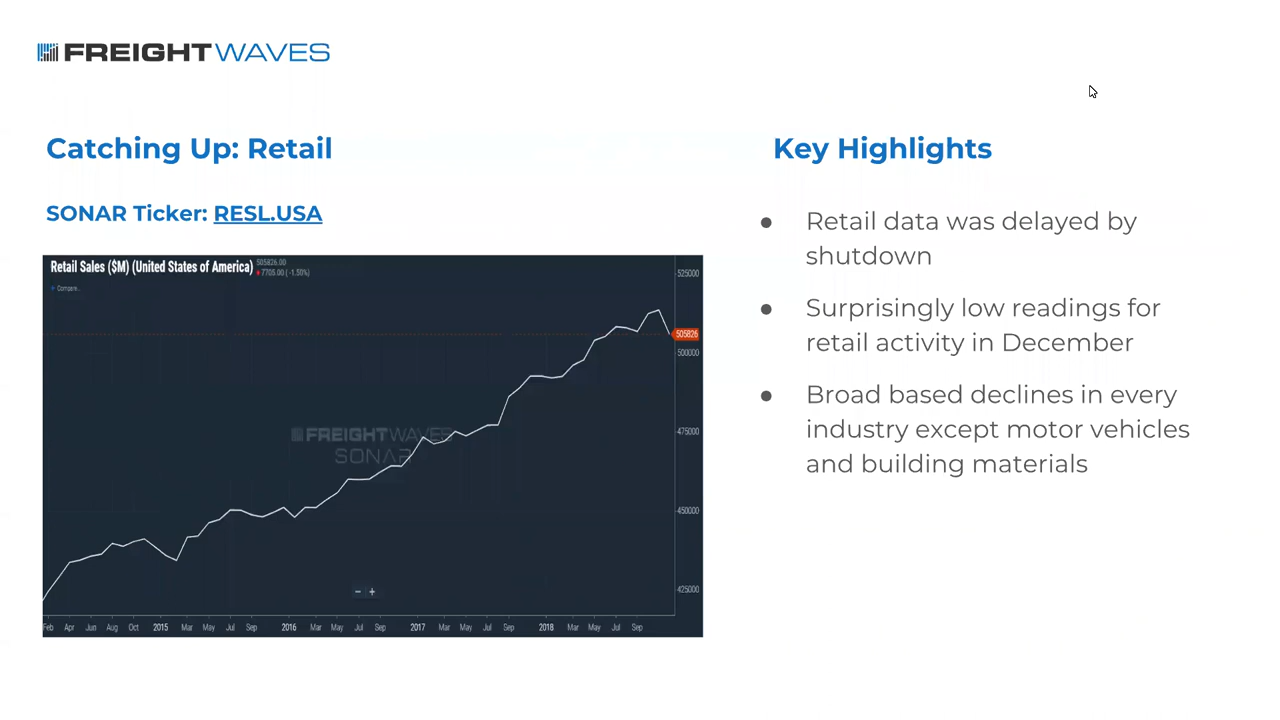 FREIGHTWAVES
Catching Up: Retail
SONAR Ticker: RESL.USA
Retail Sales ($M) (United States of America)
505826.00
7705.00 ( -1.50%)
Compare..
525000
505826
500000
475000
450000
425000
FREIGHTWAVES
SONAR
− +
Feb Apr Jun Aug Oct 2015 Mar May Jul Sep 2016 Mar May Jul Sep 2017 Mar May Jul Sep 2018 Mar May Jul Sep
Key Highlights
● Retail data was delayed by
shutdown
● Surprisingly low readings for
retail activity in December
● Broad based declines in every
industry except motor vehicles
and building materials